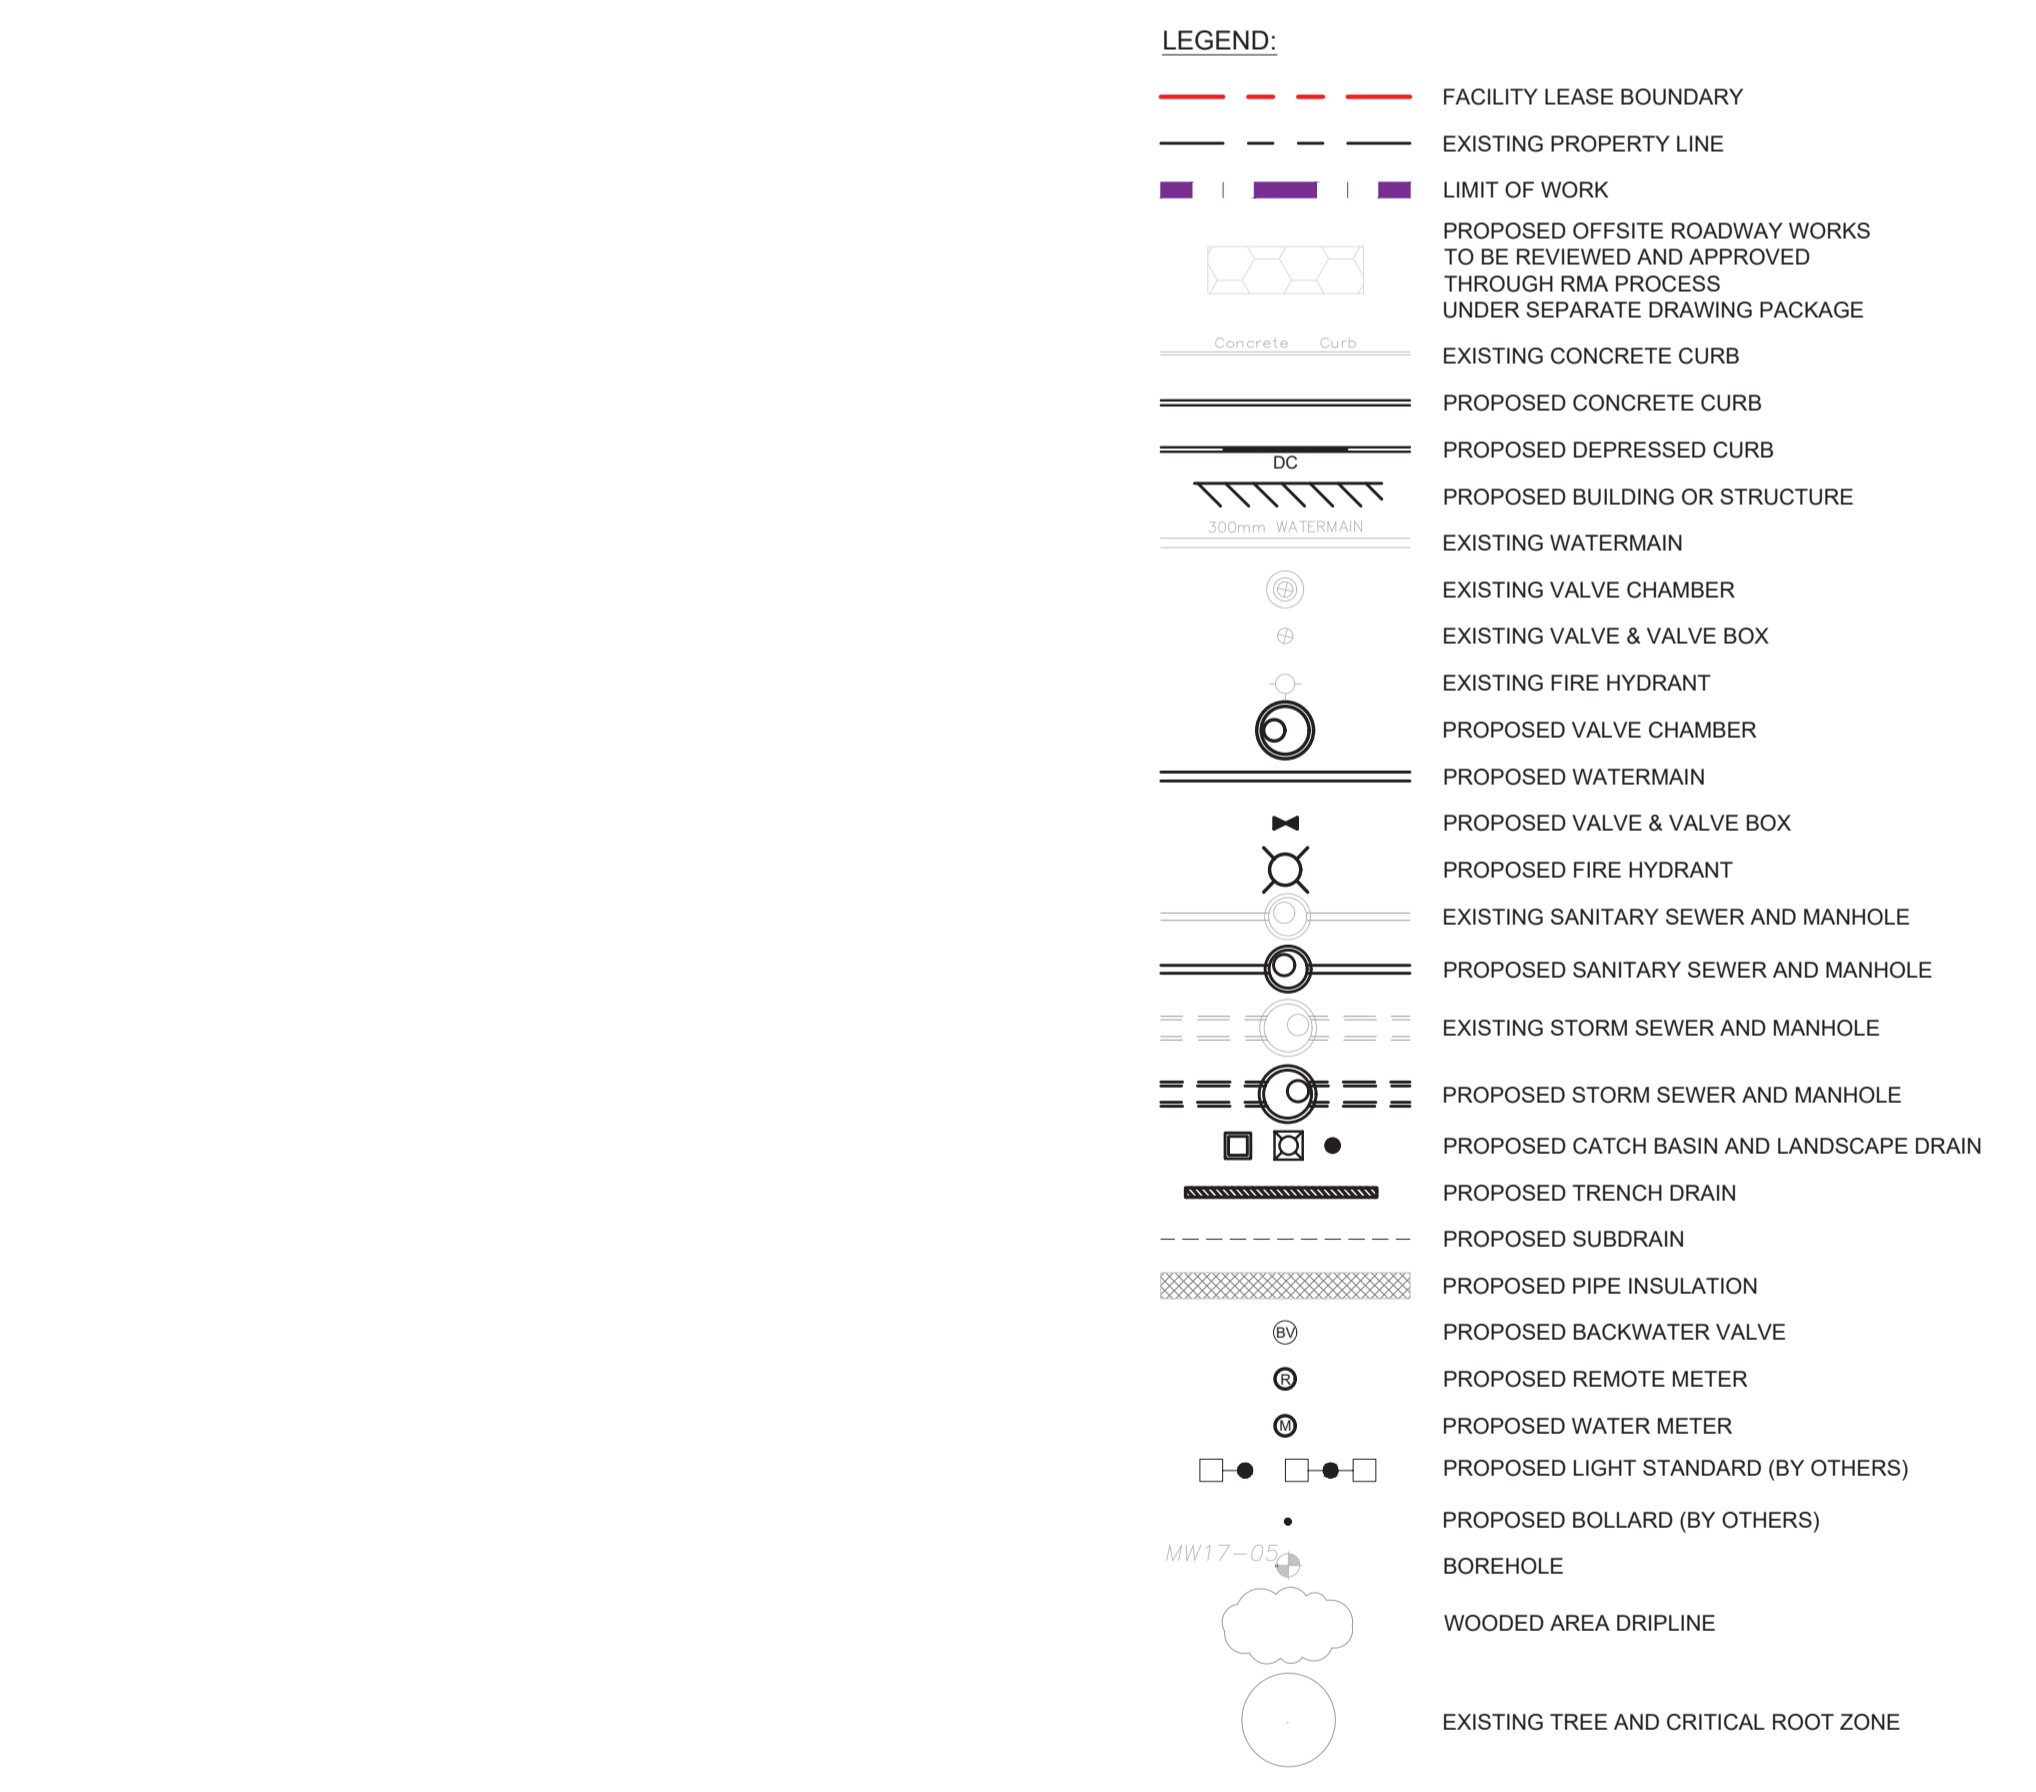 LEGEND:
FACILITY LEASE BOUNDARY
EXISTING PROPERTY LINE
LIMIT OF WORK
PROPOSED OFFSITE ROADWAY WORKS
TO BE REVIEWED AND APPROVED
THROUGH RMA PROCESS
UNDER SEPARATE DRAWING PACKAGE
Concrete Curb
EXISTING CONCRETE CURB
PROPOSED CONCRETE CURB
PROPOSED DEPRESSED CURB
DC
PROPOSED BUILDING OR STRUCTURE
300mm WATERMAIN
EXISTING WATERMAIN
EXISTING VALVE CHAMBER
EXISTING VALVE & VALVE BOX
EXISTING FIRE HYDRANT
PROPOSED VALVE CHAMBER
PROPOSED WATERMAIN
PROPOSED VALVE & VALVE BOX
PROPOSED FIRE HYDRANT
EXISTING SANITARY SEWER AND MANHOLE
PROPOSED SANITARY SEWER AND MANHOLE
EXISTING STORM SEWER AND MANHOLE
PROPOSED STORM SEWER AND MANHOLE
PROPOSED CATCH BASIN AND LANDSCAPE DRAIN
PROPOSED TRENCH DRAIN
PROPOSED SUBDRAIN
PROPOSED PIPE INSULATION
BV PROPOSED BACKWATER VALVE
R PROPOSED REMOTE METER
M PROPOSED WATER METER
PROPOSED LIGHT STANDARD (BY OTHERS)
PROPOSED BOLLARD (BY OTHERS)
MW17-05 BOREHOLE
WOODED AREA DRIPLINE
EXISTING TREE AND CRITICAL ROOT ZONE